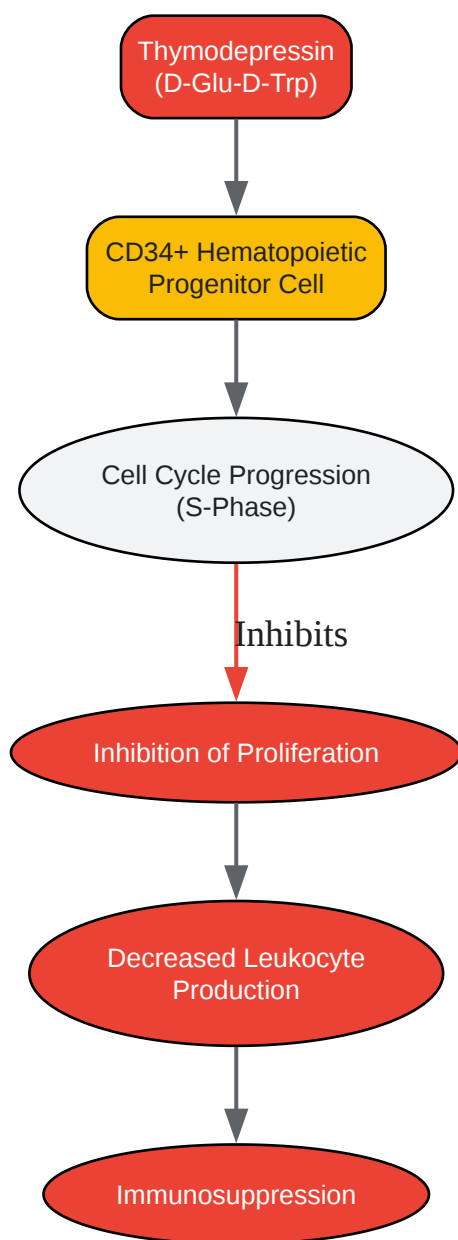 Thymodepressin
(D-Glu-D-Trp)
CD34+ Hematopoietic
Progenitor Cell
Cell Cycle Progression
(S-Phase)
Inhibits
Inhibition of Proliferation
Decreased Leukocyte
Production
Immunosuppression